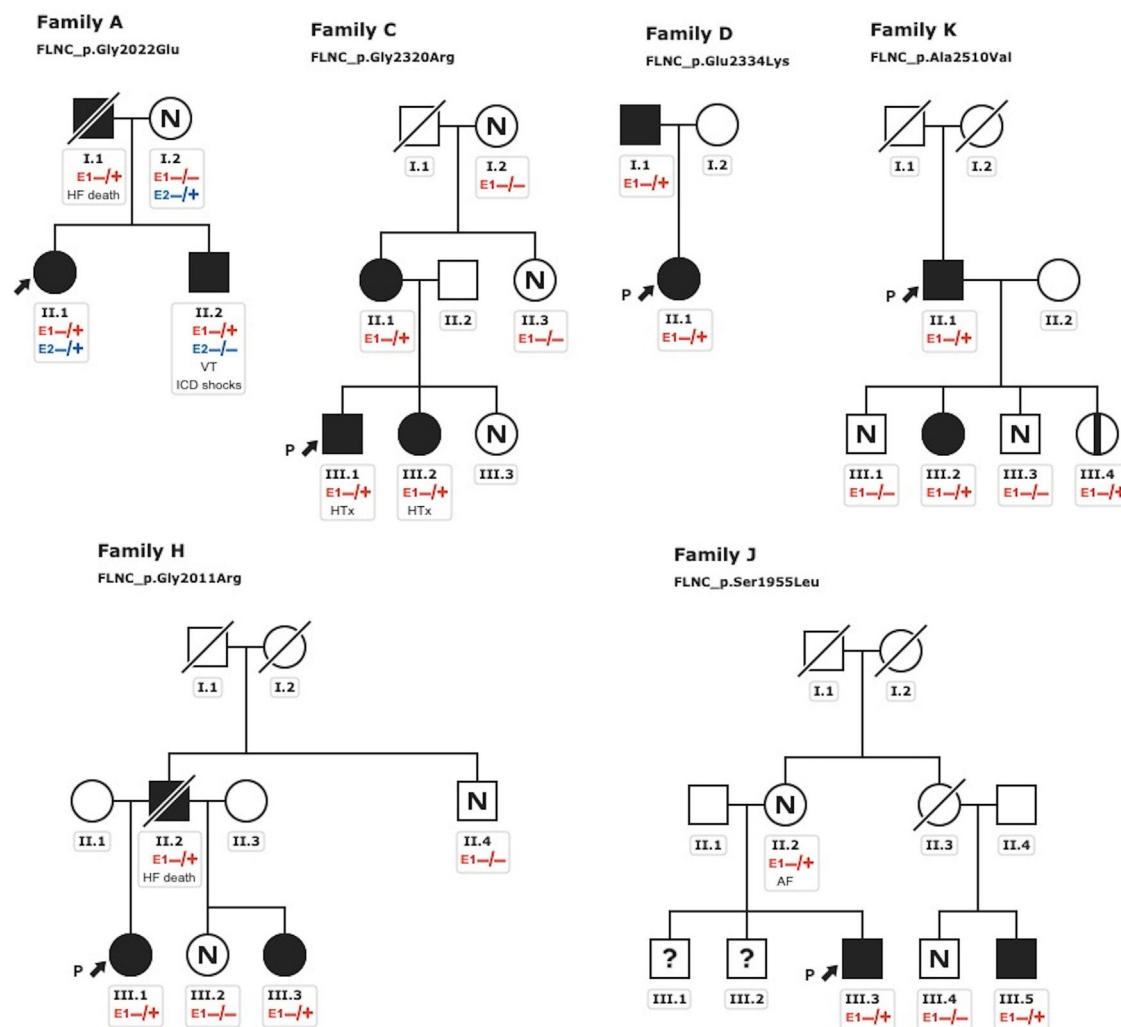 Family A
FLNC_p.Gly2022Glu
N
I.1
E1—/+
HF death
I.2
E1—/—
E2—/+
II.1
E1—/+
E2—/+
II.2
E1—/+
E2—/—
VT
ICD shocks
Family C
FLNC_p.Gly2320Arg
N
I.1
I.2
E1—/—
N
II.1
E1—/+
II.2
II.3
E1—/—
P
N
III.1
E1—/+
HTx
III.2
E1—/+
HTx
III.3
Family D
FLNC_p.Glu2334Lys
I.1
E1—/+
I.2
P
II.1
E1—/+
Family K
FLNC_p.Ala2510Val
I.1
I.2
P
II.1
E1—/+
II.2
N
N
III.1
E1—/—
III.2
E1—/+
III.3
E1—/—
III.4
E1—/+
Family H
FLNC_p.Gly2011Arg
I.1
I.2
N
II.1
II.2
E1—/+
HF death
II.3
II.4
E1—/—
P
N
III.1
E1—/+
III.2
E1—/—
III.3
E1—/+
Family J
FLNC_p.Ser1955Leu
I.1
I.2
N
II.1
II.2
E1—/+
AF
II.3
II.4
?
?
P
N
III.1
III.2
III.3
E1—/+
III.4
E1—/—
III.5
E1—/+